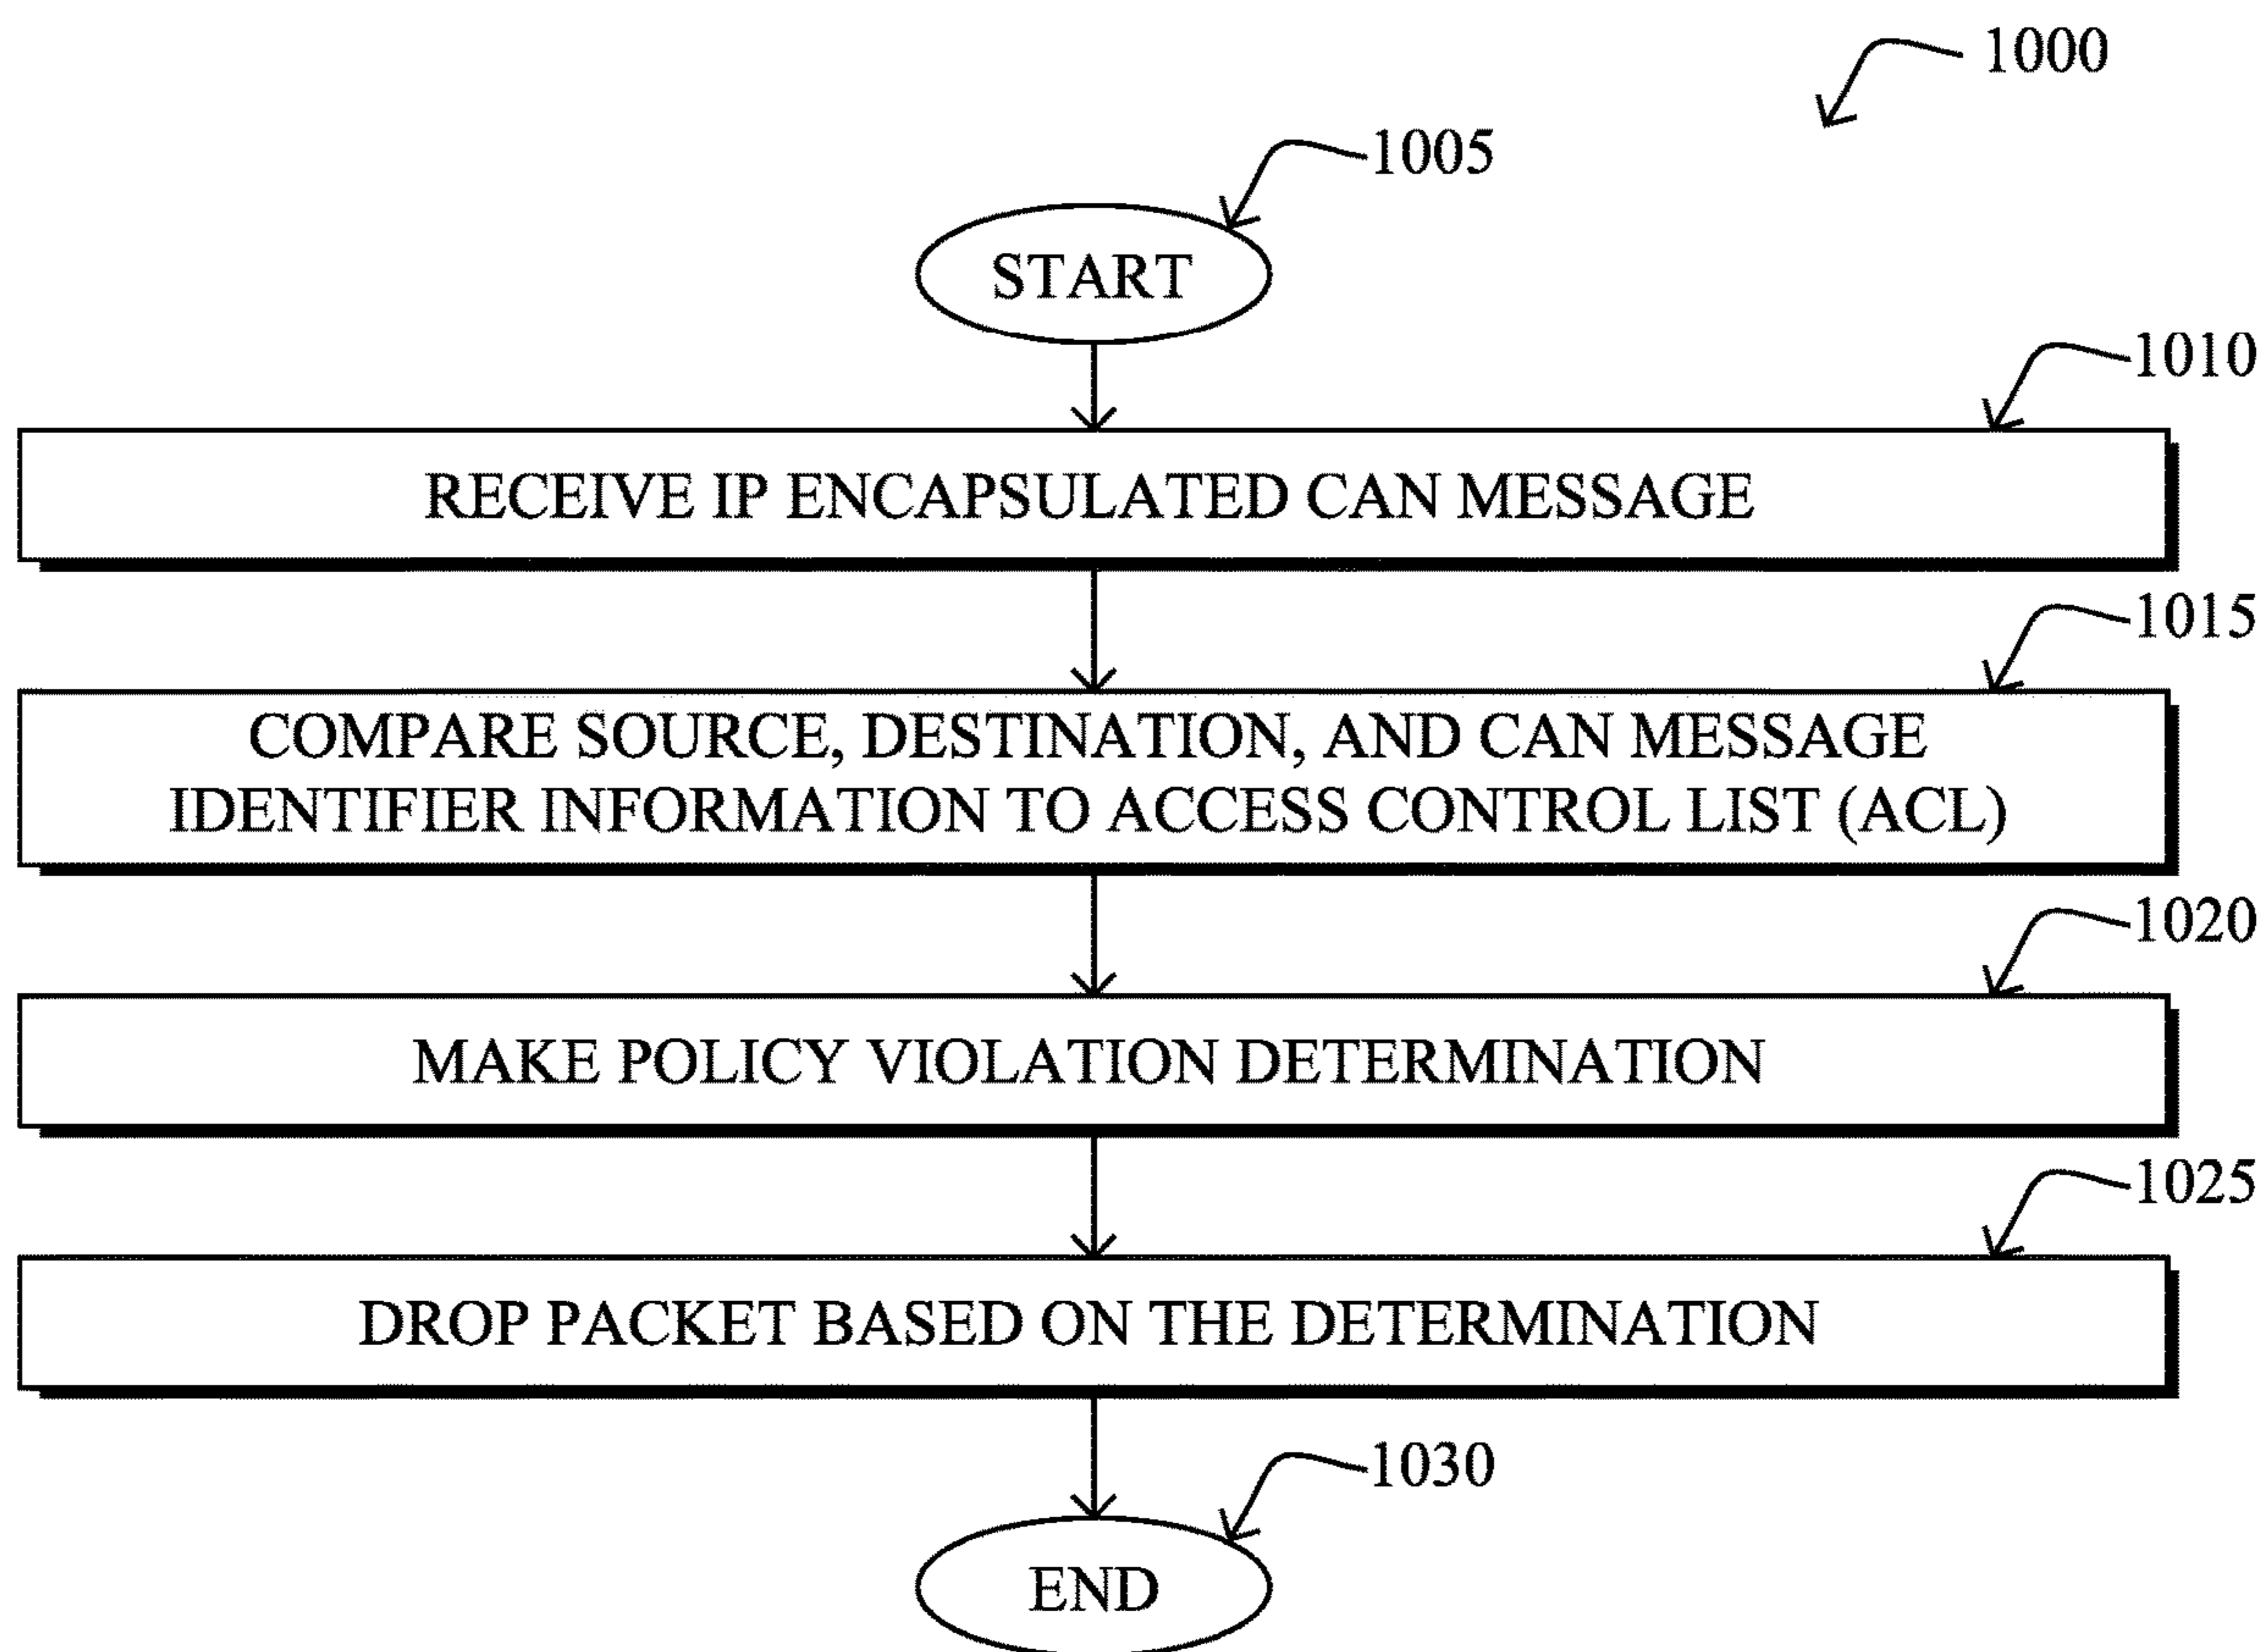 1000
1005
START
1010
RECEIVE IP ENCAPSULATED CAN MESSAGE
1015
COMPARE SOURCE, DESTINATION, AND CAN MESSAGE
IDENTIFIER INFORMATION TO ACCESS CONTROL LIST (ACL)
1020
MAKE POLICY VIOLATION DETERMINATION
1025
DROP PACKET BASED ON THE DETERMINATION
1030
END